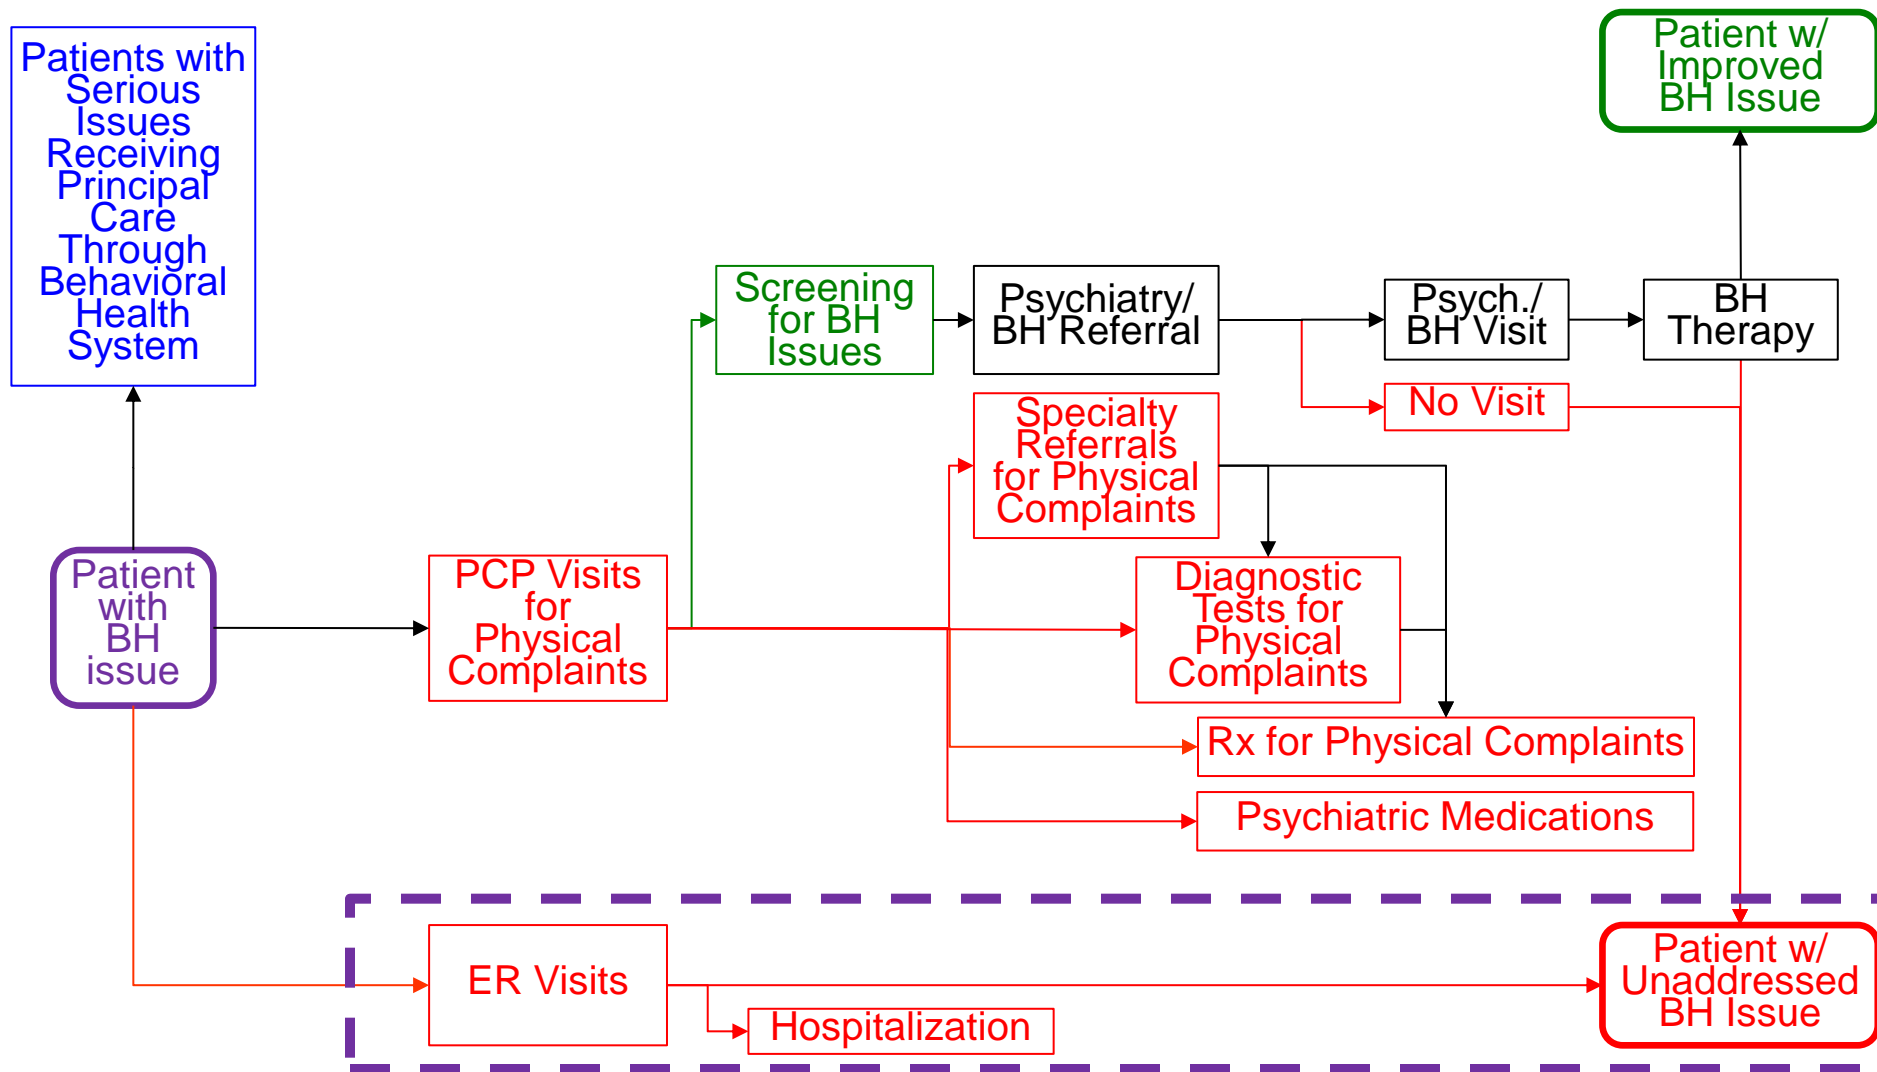 Patients with
Serious
Issues
Receiving
Principal
Care
Through
Behavioral
Health
System
Patient w/
Improved
BH Issue
Screening
for BH
Issues
Psychiatry/
BH Referral
Psych./
BH Visit
BH
Therapy
No Visit
Specialty
Referrals
for Physical
Complaints
Patient
with
BH
issue
PCP Visits
for
Physical
Complaints
Diagnostic
Tests for
Physical
Complaints
Rx for Physical Complaints
Psychiatric Medications
ER Visits
Hospitalization
Patient w/
Unaddressed
BH Issue